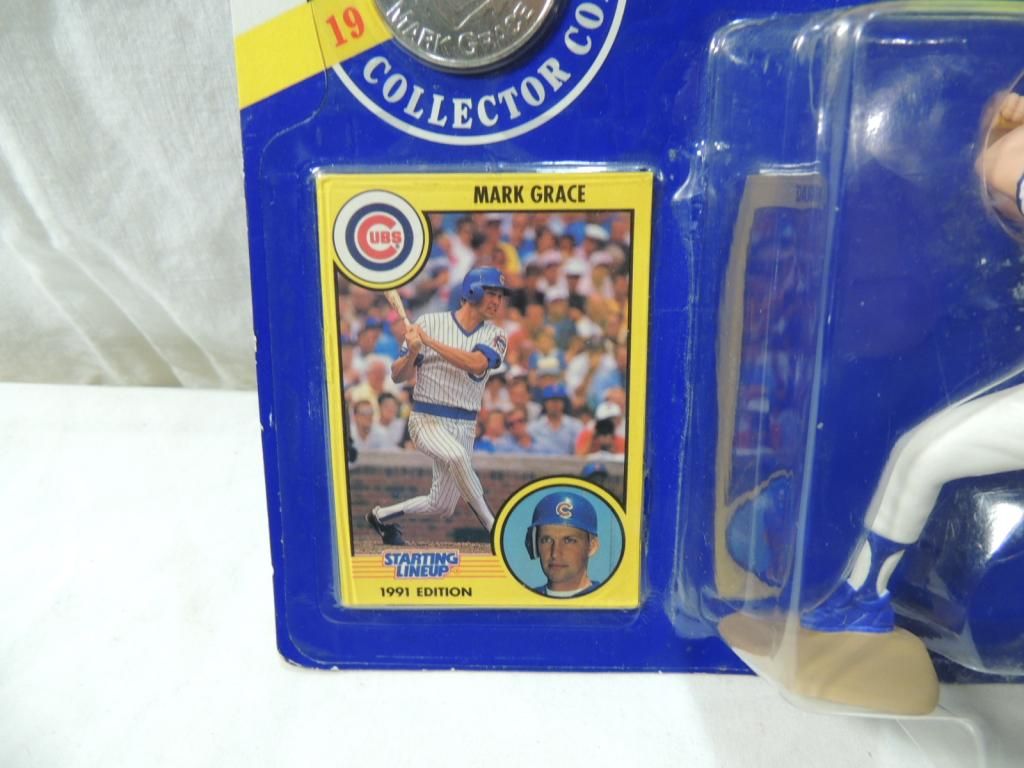 19
MARK GRACE
COLLECTOR CO
MARK GRACE
CUBS
C
C
STARTING
LINEUP
1991 EDITION